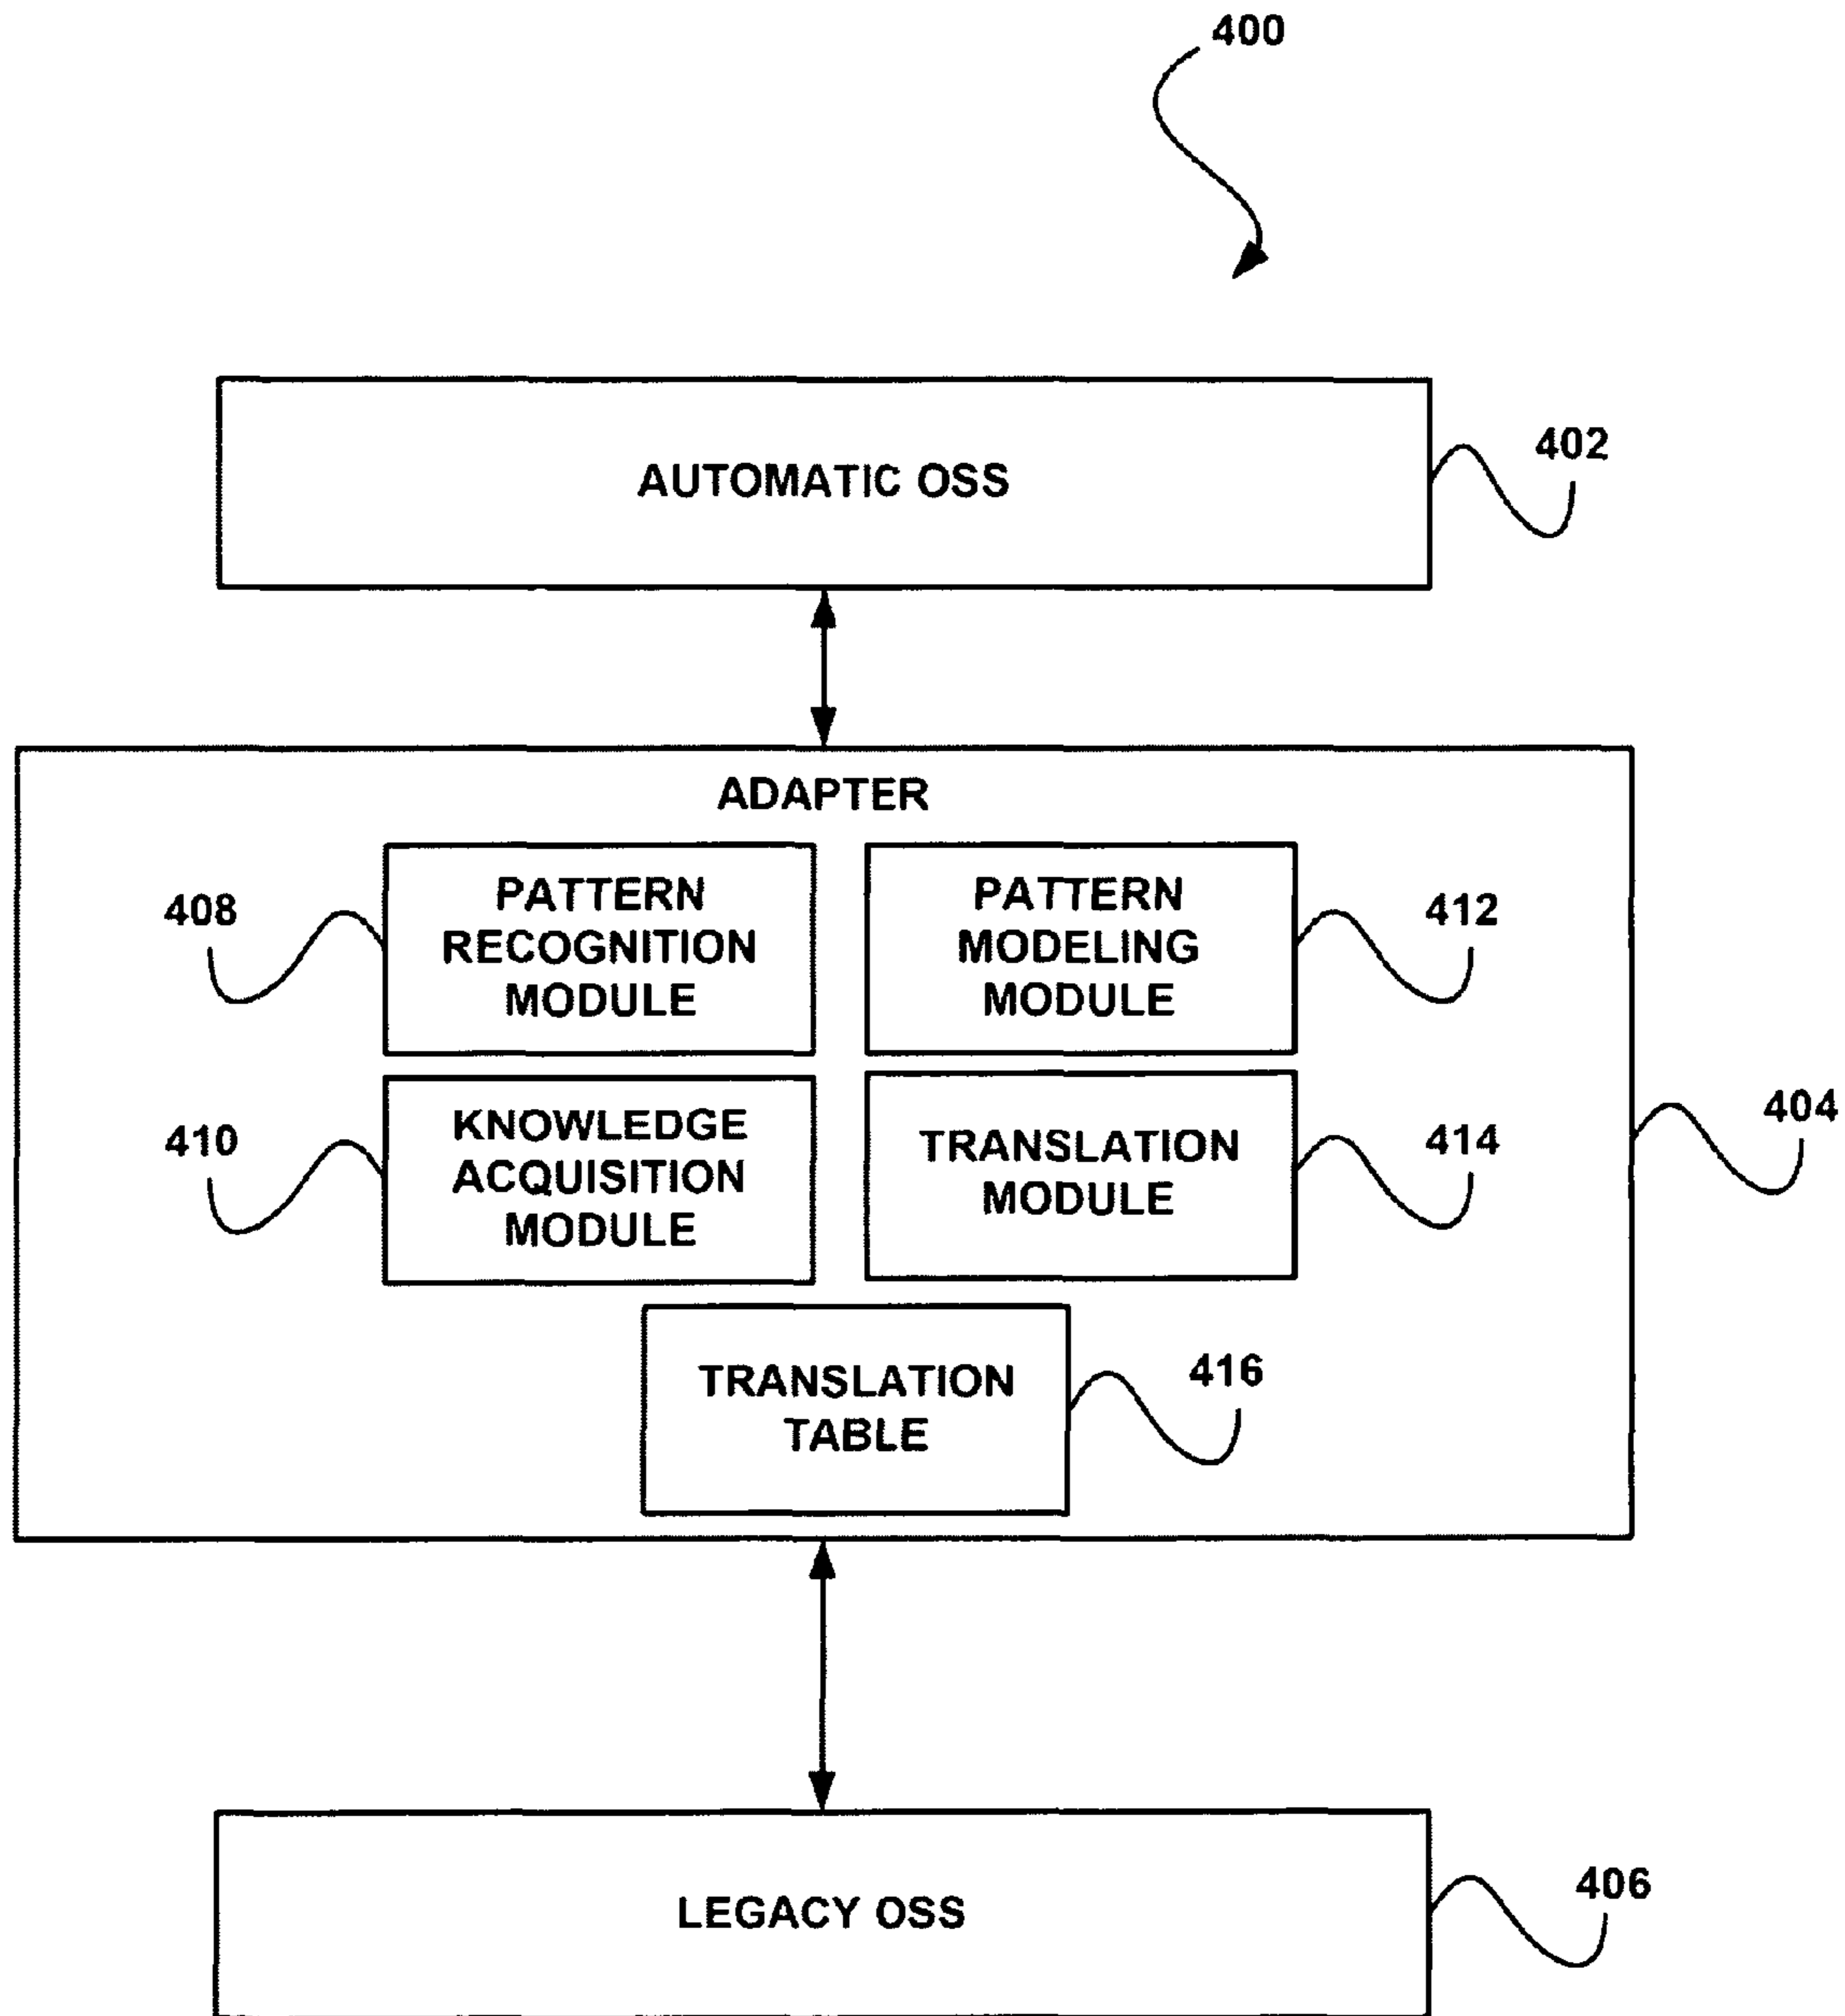 400
AUTOMATIC OSS
402
ADAPTER
408
PATTERN
RECOGNITION
MODULE
PATTERN
MODELING
MODULE
412
410
KNOWLEDGE
ACQUISITION
MODULE
TRANSLATION
MODULE
414
404
TRANSLATION
TABLE
416
LEGACY OSS
406